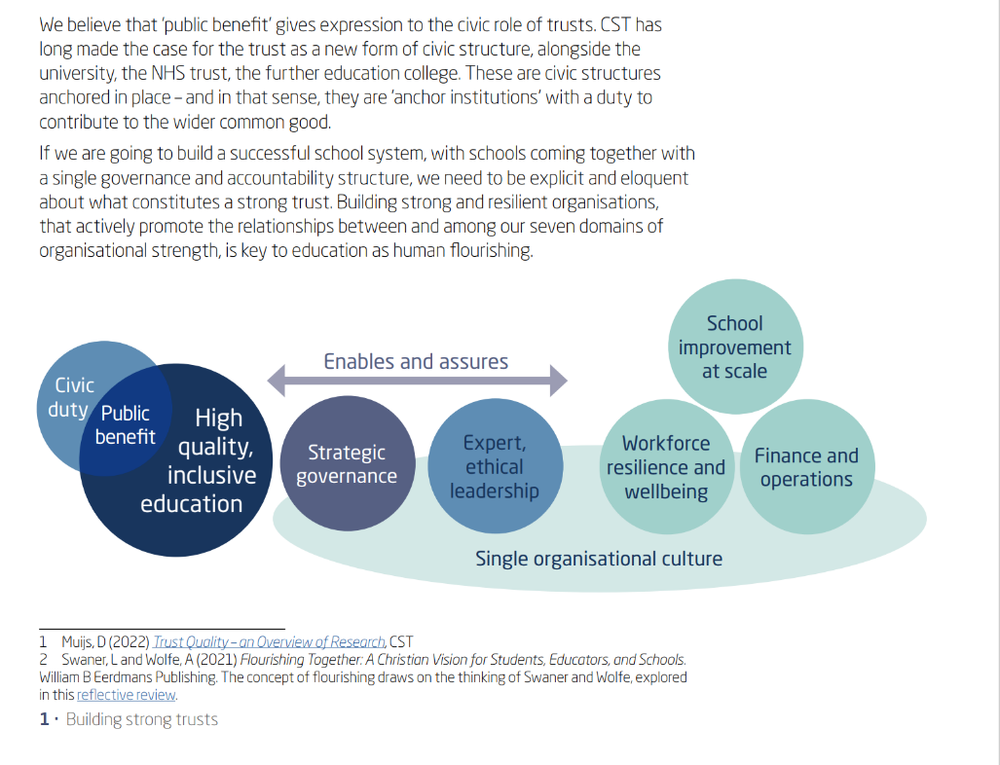 We believe that ‘public benefit’ gives expression to the civic role of trusts. CST has
long made the case for the trust as a new form of civic structure, alongside the
university, the NHS trust, the further education college. These are civic structures
anchored in place – and in that sense, they are ‘anchor institutions’ with a duty to
contribute to the wider common good.
If we are going to build a successful school system, with schools coming together with
a single governance and accountability structure, we need to be explicit and eloquent
about what constitutes a strong trust. Building strong and resilient organisations,
that actively promote the relationships between and among our seven domains of
organisational strength, is key to education as human flourishing.
Civic
duty
Public
benefit
High
quality,
inclusive
education
Enables and assures
Strategic
governance
Expert,
ethical
leadership
School
improvement
at scale
Workforce
resilience and
wellbeing
Finance and
operations
Single organisational culture
1 Muijs, D (2022) Trust Quality – an Overview of Research, CST
2 Swaner, L and Wolfe, A (2021) Flourishing Together: A Christian Vision for Students, Educators, and Schools.
William B Eerdmans Publishing. The concept of flourishing draws on the thinking of Swaner and Wolfe, explored
in this reflective review.
1 · Building strong trusts